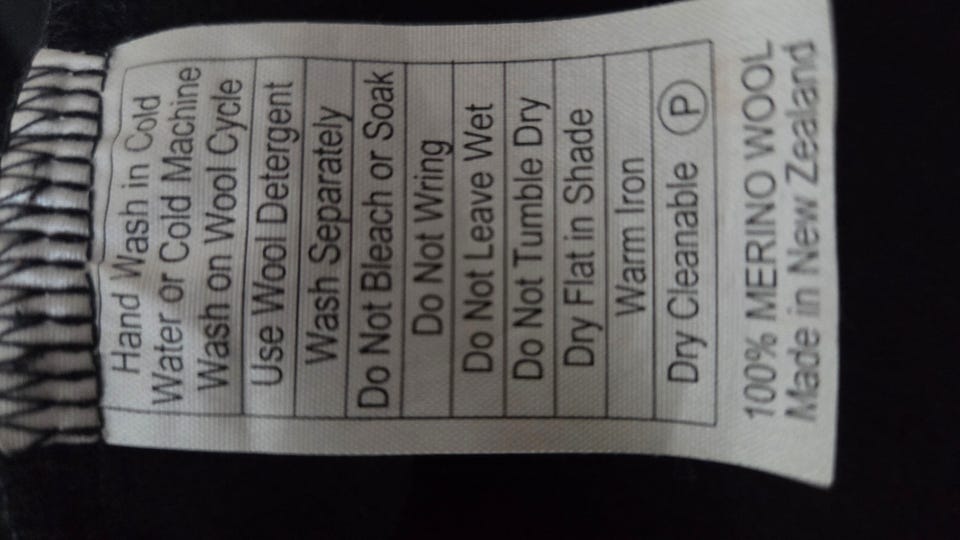 Hand Wash in Cold
Water or Cold Machine
Wash on Wool Cycle
Use Wool Detergent
Wash Separately
Do Not Bleach or Soak
Do Not Wring
Do Not Leave Wet
Do Not Tumble Dry
Dry Flat in Shade
Warm Iron
Dry Cleanable Ⓟ
100% MERINO WOOL
Made in New Zealand